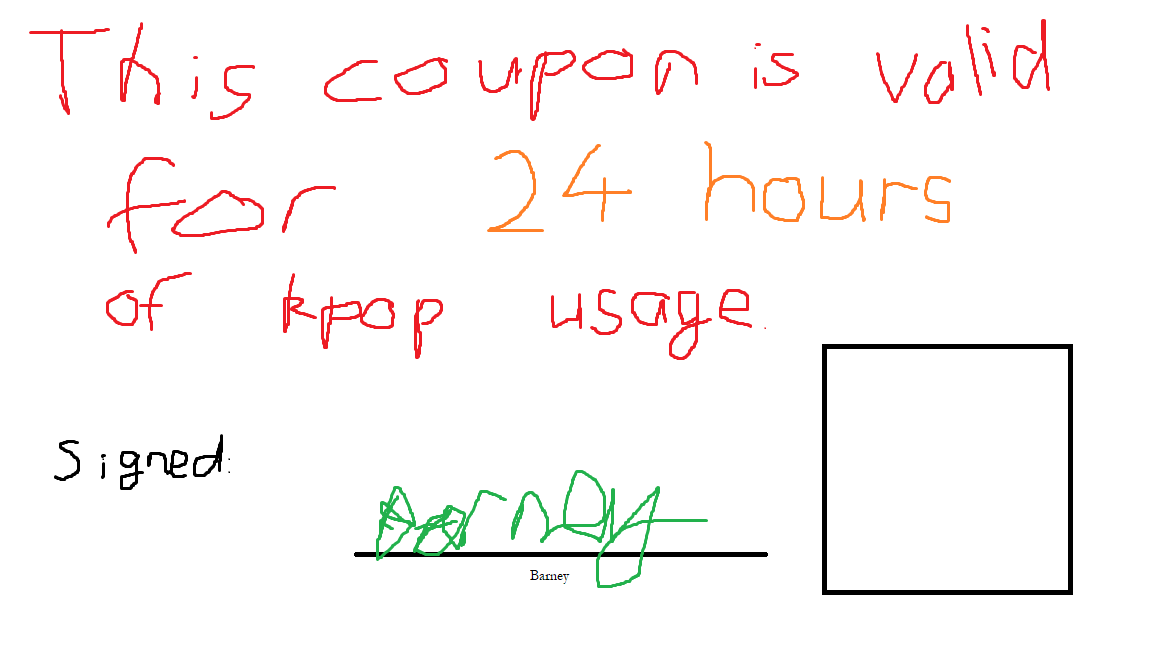 This coupon is valid
for 24 hours
of kpop usage.
Signed:
Barney
Barney